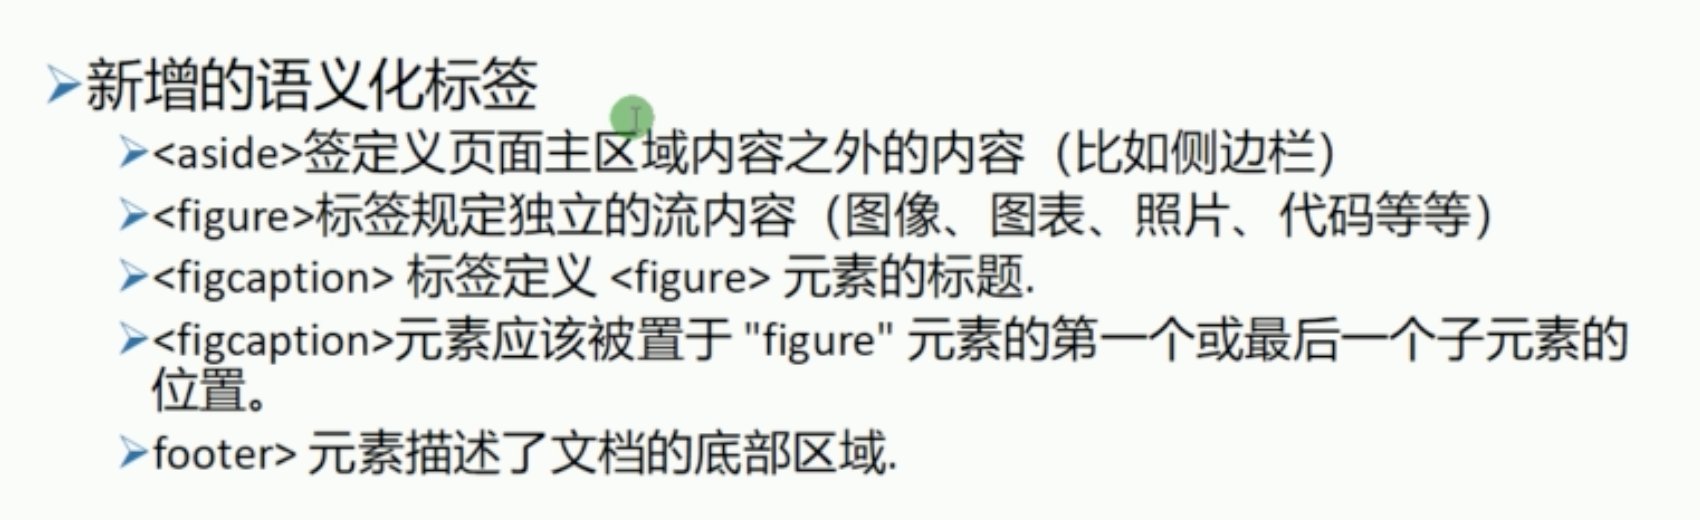 新增的语义化标签
<aside>签定义页面主区域内容之外的内容（比如侧边栏）
<figure>标签规定独立的流内容（图像、图表、照片、代码等等）
<figcaption> 标签定义 <figure> 元素的标题.
<figcaption>元素应该被置于 "figure" 元素的第一个或最后一个子元素的
位置。
footer> 元素描述了文档的底部区域.